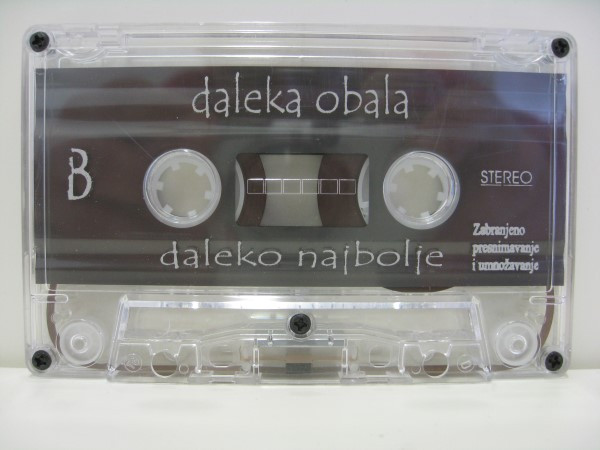 daleka obala
B
STEREO
daleko najbolje
Zabranjeno
presnimavanje
i umnožavanje